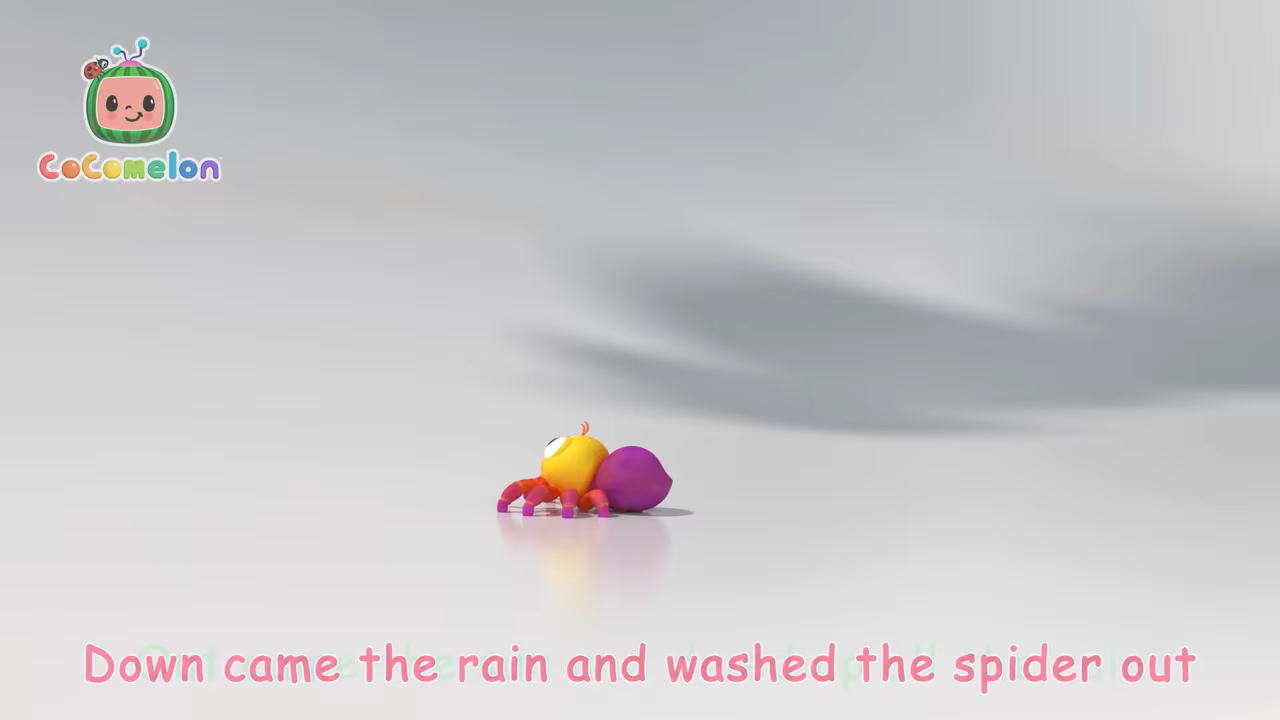 CoComelon
Down came the rain and washed the spider out